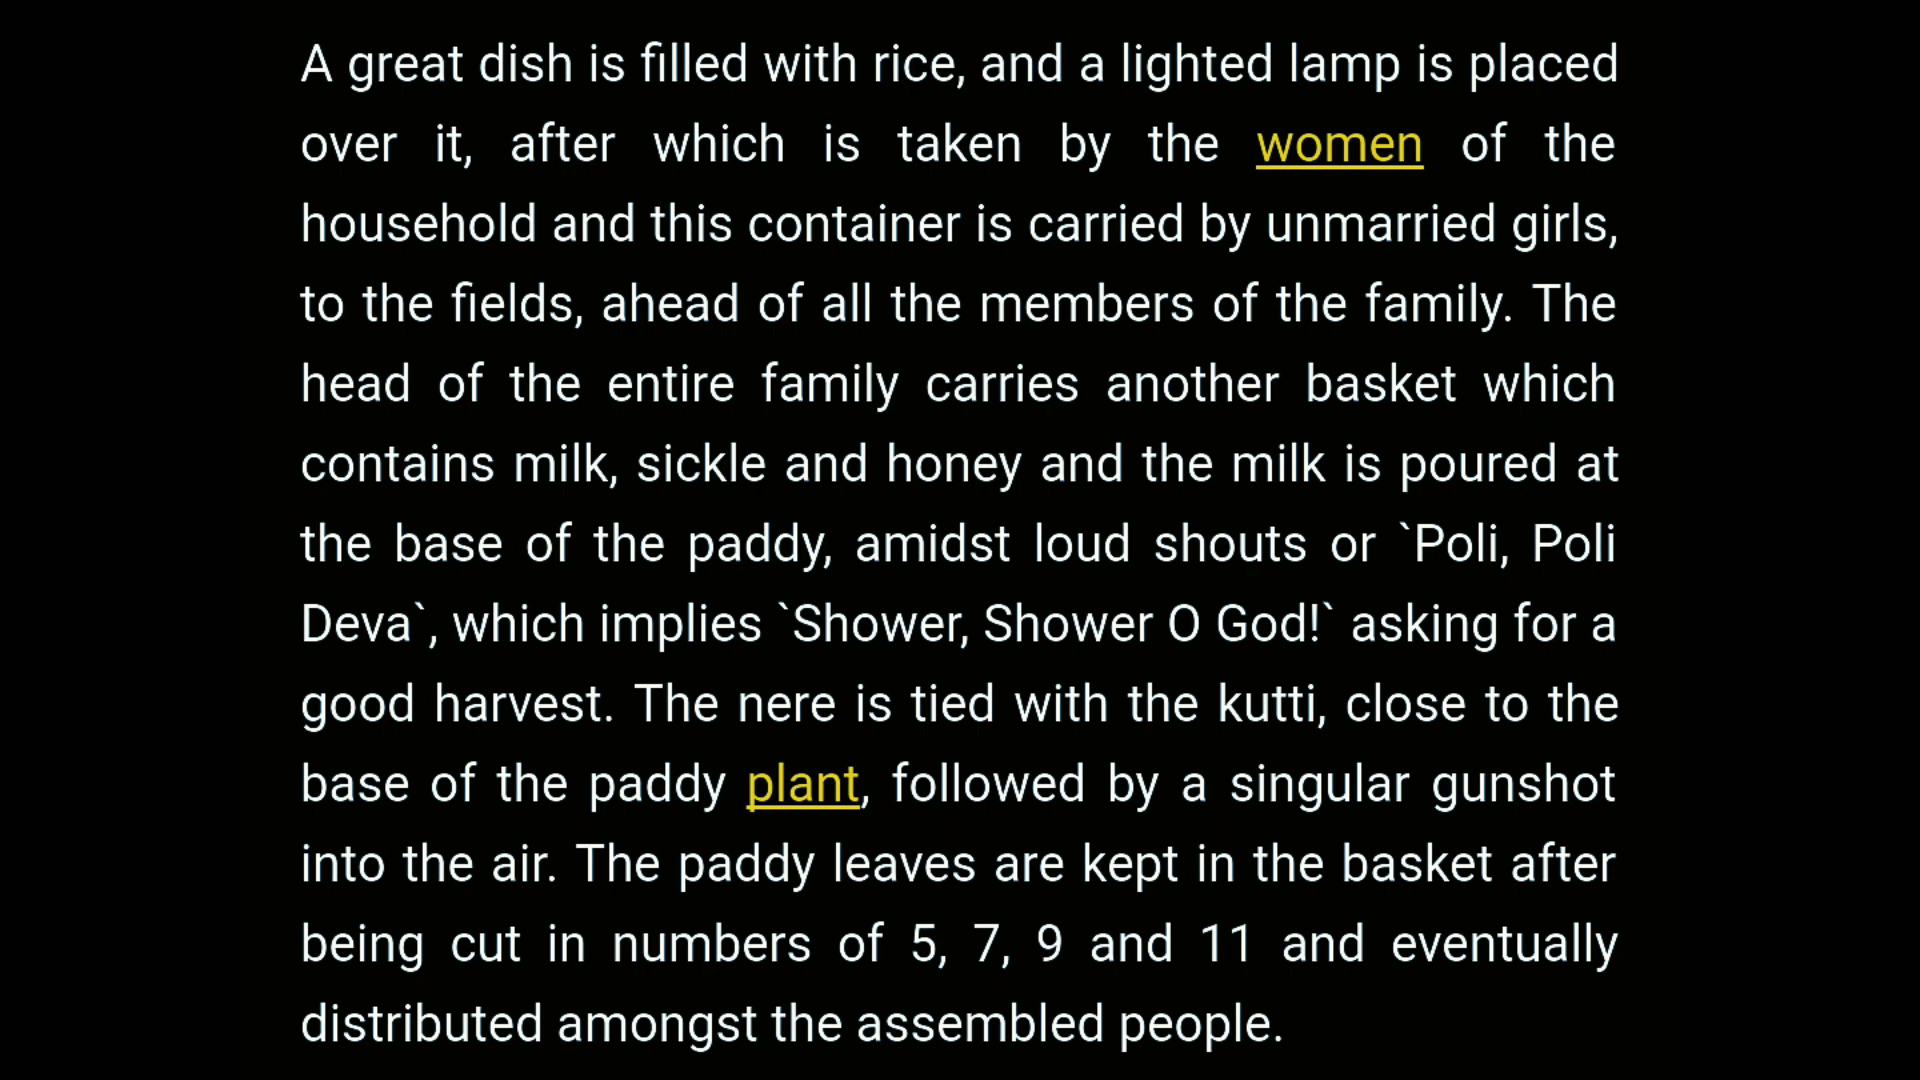 A great dish is filled with rice, and a lighted lamp is placed
over it, after which is taken by the women of the
household and this container is carried by unmarried girls,
to the fields, ahead of all the members of the family. The
head of the entire family carries another basket which
contains milk, sickle and honey and the milk is poured at
the base of the paddy, amidst loud shouts or `Poli, Poli
Deva`, which implies `Shower, Shower O God!` asking for a
good harvest. The nere is tied with the kutti, close to the
base of the paddy plant, followed by a singular gunshot
into the air. The paddy leaves are kept in the basket after
being cut in numbers of 5, 7, 9 and 11 and eventually
distributed amongst the assembled people.